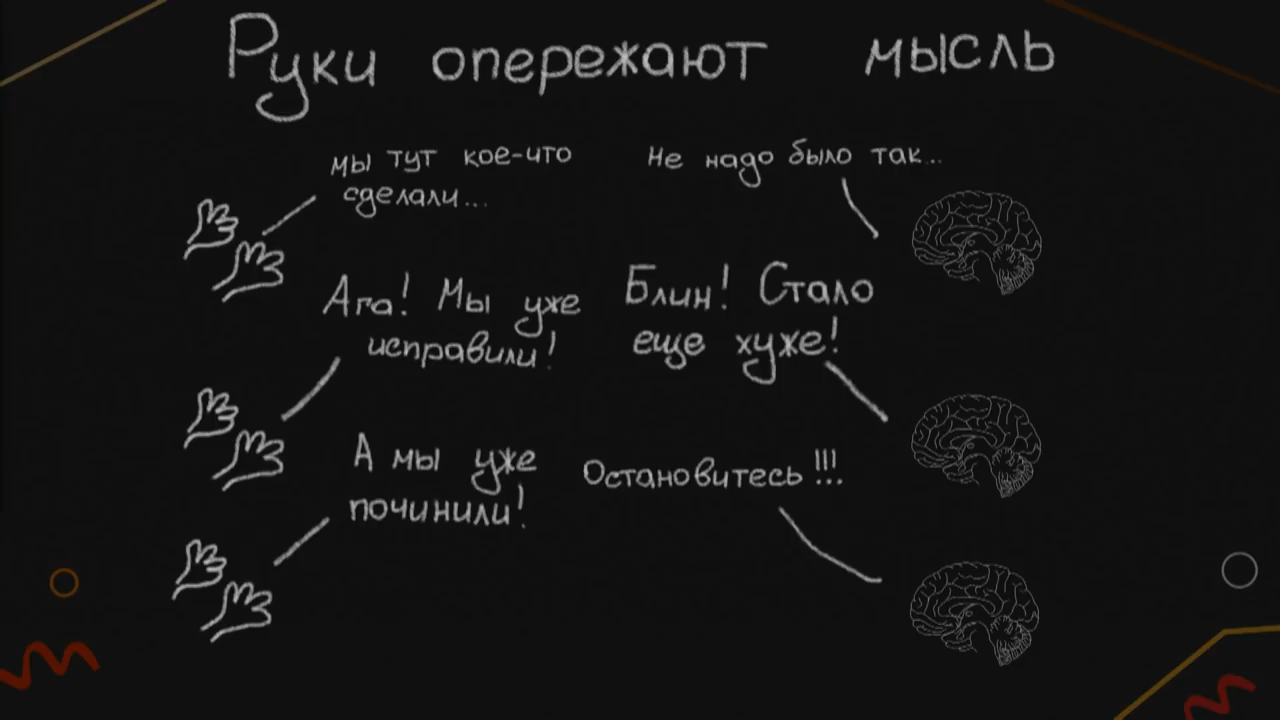 Руки опережают мысль
мы тут кое-что
сделали...
Не надо было так...
Ага! Мы уже
исправили!
Блин! Стало
еще хуже!
А мы уже
починили!
Остановитесь!!!